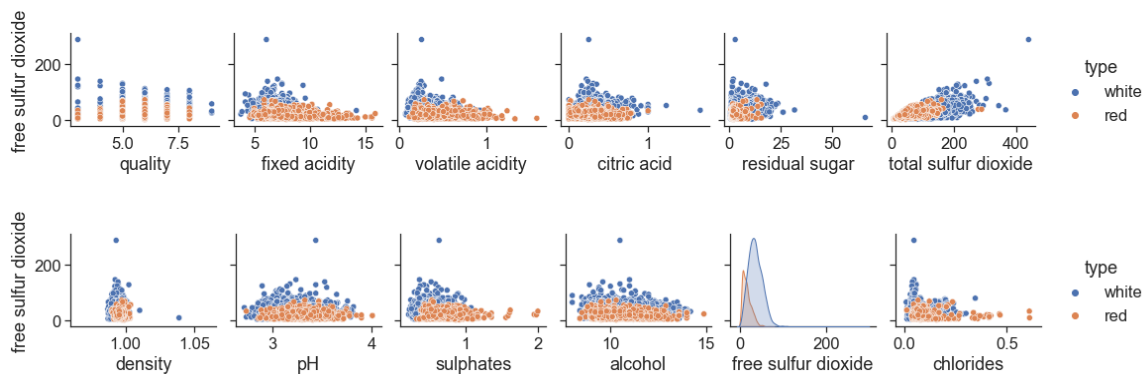 free sulfur dioxide
200
0
5.0 7.5
quality
5 10 15
fixed acidity
0 1
volatile acidity
0 1
citric acid
0 50
residual sugar
0 200 400
total sulfur dioxide
type
white
red
free sulfur dioxide
200
0
1.00 1.05
density
3 4
pH
1 2
sulphates
10 15
alcohol
0 200
free sulfur dioxide
0.0 0.5
chlorides
type
white
red